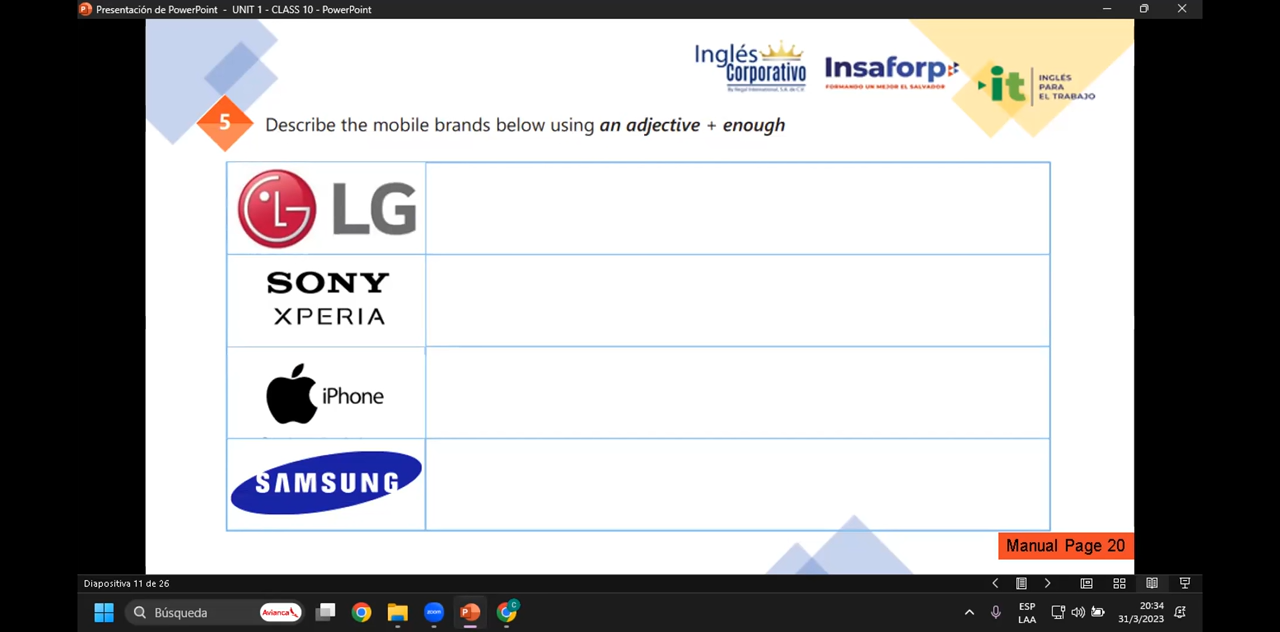 Presentación de PowerPoint - UNIT 1 - CLASS 10 - PowerPoint
Inglés
Corporativo
Insaforp
FORMANDO UN MEJOR EL SALVADOR
it
INGLÉS
PARA
EL TRABAJO
5
Describe the mobile brands below using an adjective + enough
LG
SONY
XPERIA
iPhone
SAMSUNG
Manual Page 20
Diapositiva 11 de 26
Búsqueda
Avianca
zoom
ESP
LAA
20:34
31/3/2023